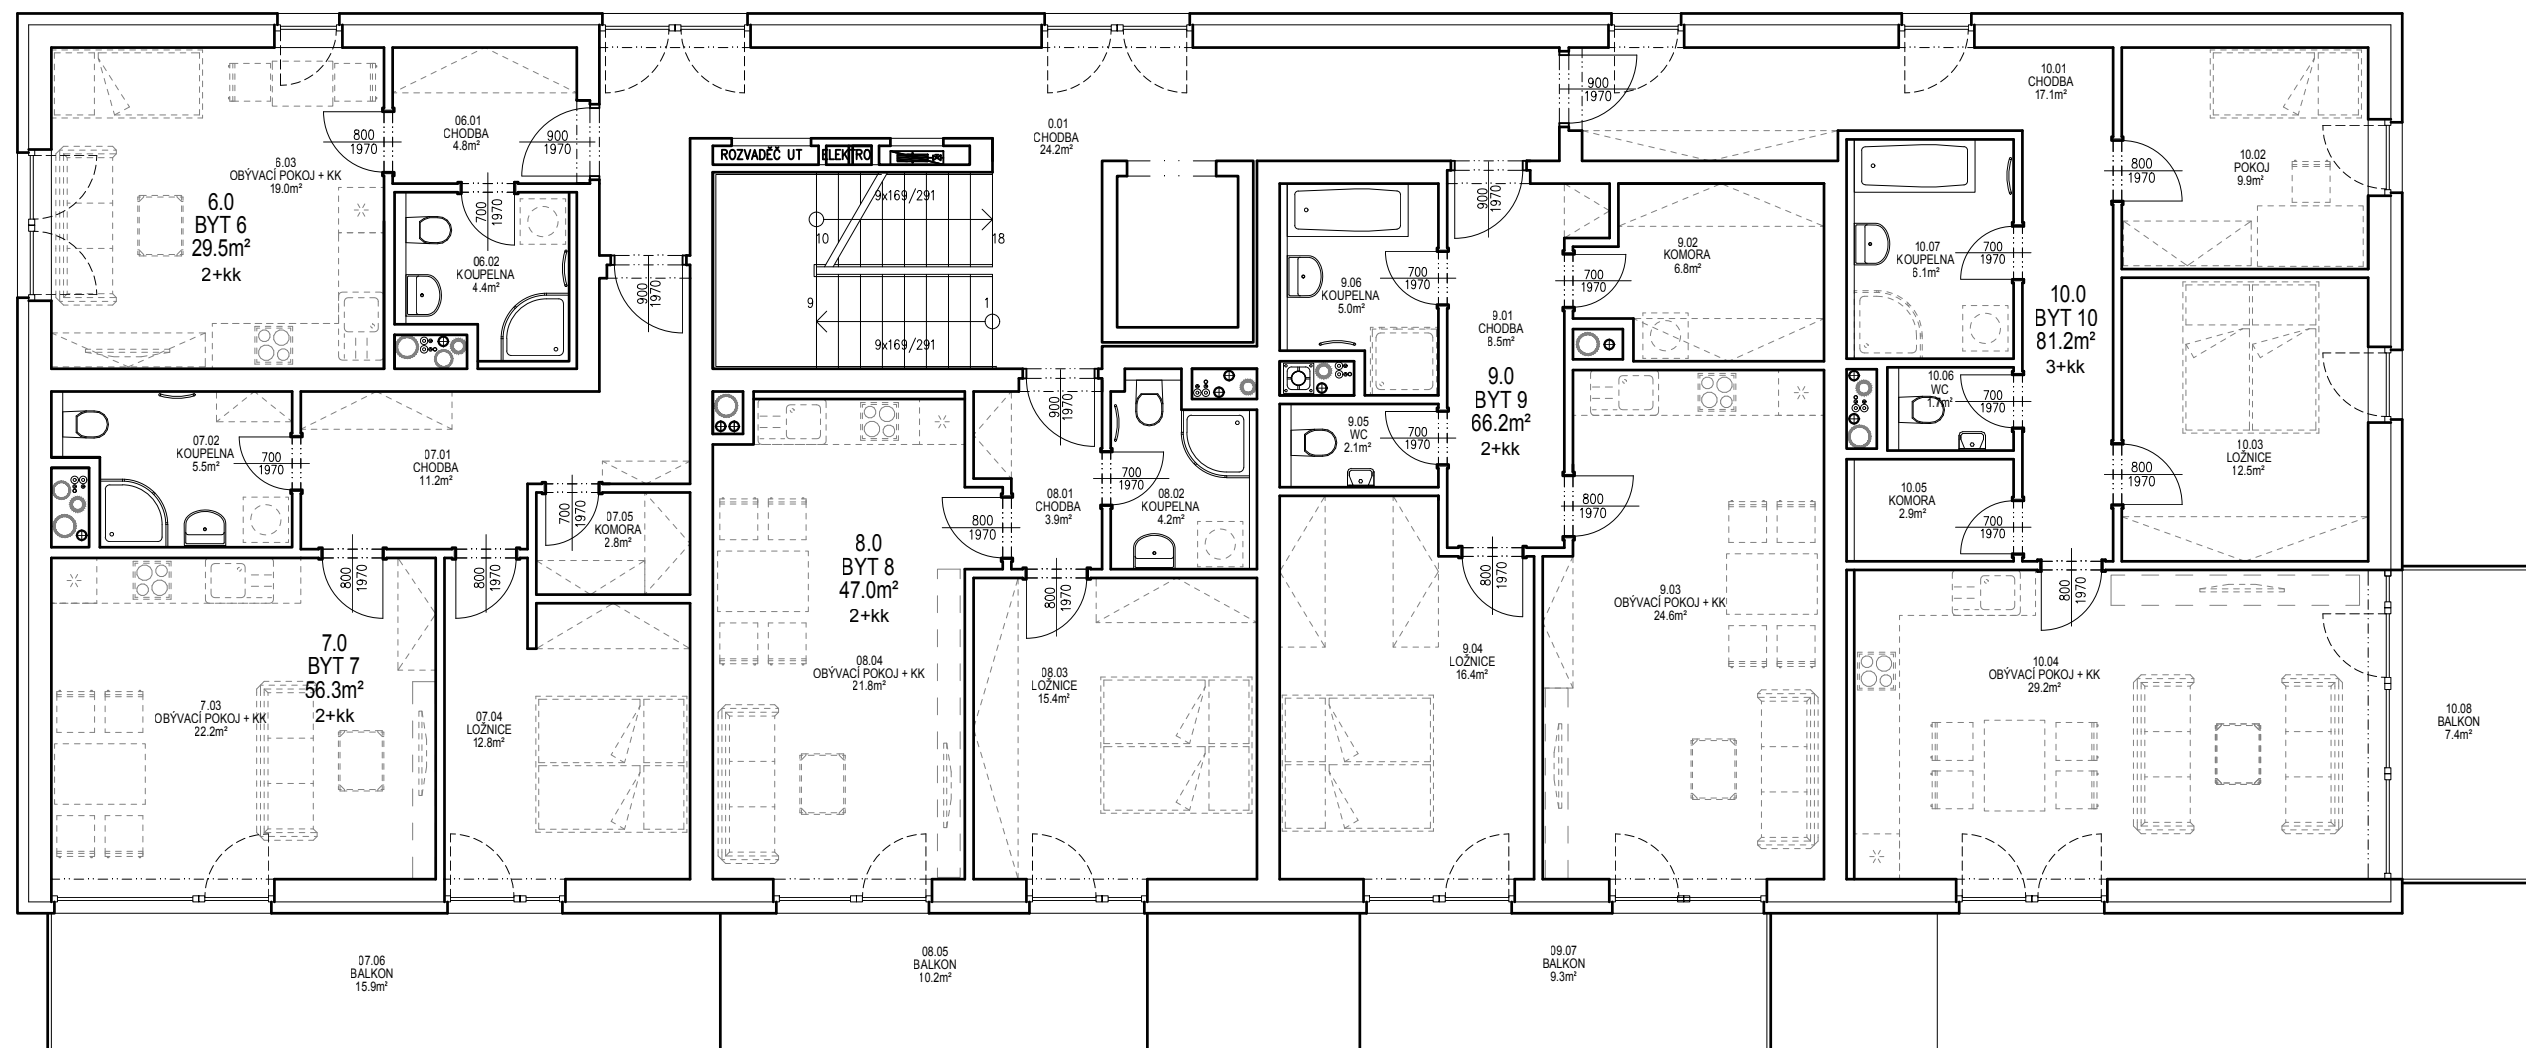 6.03
OBÝVACÍ POKOJ + KK
19.0m²
6.0
BYT 6
29.5m²
2+kk
800
1970
06.01
CHODBA
4.8m²
900
1970
700
1970
06.02
KOUPELNA
4.4m²
0.01
CHODBA
24.2m²
ROZVADĚČ UT
ELEKTRO
9x169/291
10
18
9
1
9x169/291
900
1970
07.02
KOUPELNA
5.5m²
700
1970
07.01
CHODBA
11.2m²
700
1970
07.05
KOMORA
2.8m²
800
1970
800
1970
7.0
BYT 7
56.3m²
2+kk
7.03
OBÝVACÍ POKOJ + KK
22.2m²
07.04
LOŽNICE
12.8m²
07.06
BALKON
15.9m²
900
1970
700
1970
08.01
CHODBA
3.9m²
08.02
KOUPELNA
4.2m²
800
1970
8.0
BYT 8
47.0m²
2+kk
800
1970
08.04
OBÝVACÍ POKOJ + KK
21.8m²
08.03
LOŽNICE
15.4m²
08.05
BALKON
10.2m²
900
1970
9.02
KOMORA
6.8m²
700
1970
9.06
KOUPELNA
5.0m²
700
1970
9.01
CHODBA
8.5m²
9.0
BYT 9
66.2m²
2+kk
9.05
WC
2.1m²
700
1970
800
1970
800
1970
9.03
OBÝVACÍ POKOJ + KK
24.6m²
9.04
LOŽNICE
16.4m²
09.07
BALKON
9.3m²
900
1970
10.01
CHODBA
17.1m²
10.02
POKOJ
9.9m²
800
1970
10.07
KOUPELNA
6.1m²
700
1970
10.0
BYT 10
81.2m²
3+kk
10.06
WC
1.7m²
700
1970
10.03
LOŽNICE
12.5m²
800
1970
10.05
KOMORA
2.9m²
700
1970
800
1970
10.04
OBÝVACÍ POKOJ + KK
29.2m²
10.08
BALKON
7.4m²